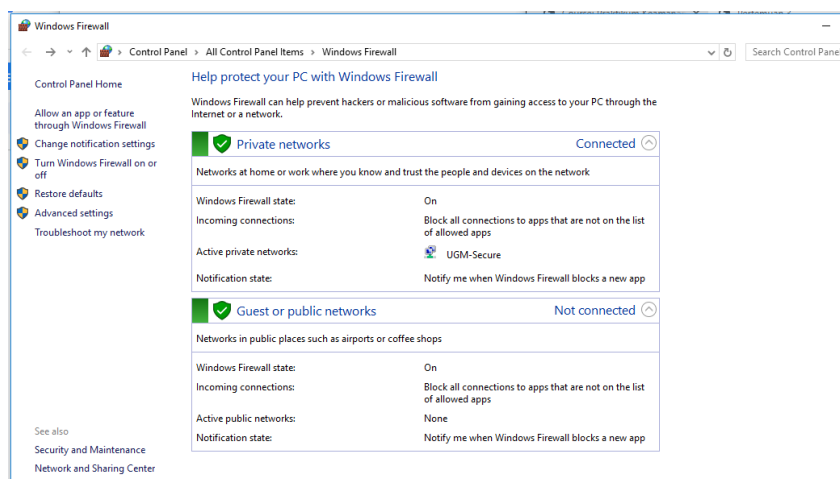 Windows Firewall
Control Panel > All Control Panel Items > Windows Firewall
Search Control Panel
Control Panel Home
Allow an app or feature
through Windows Firewall
Change notification settings
Turn Windows Firewall on or
off
Restore defaults
Advanced settings
Troubleshoot my network
Help protect your PC with Windows Firewall
Windows Firewall can help prevent hackers or malicious software from gaining access to your PC through the
Internet or a network.
Private networks Connected
Networks at home or work where you know and trust the people and devices on the network
Windows Firewall state: On
Incoming connections: Block all connections to apps that are not on the list
of allowed apps
Active private networks: UGM-Secure
Notification state: Notify me when Windows Firewall blocks a new app
Guest or public networks Not connected
Networks in public places such as airports or coffee shops
Windows Firewall state: On
Incoming connections: Block all connections to apps that are not on the list
of allowed apps
Active public networks: None
Notification state: Notify me when Windows Firewall blocks a new app
See also
Security and Maintenance
Network and Sharing Center